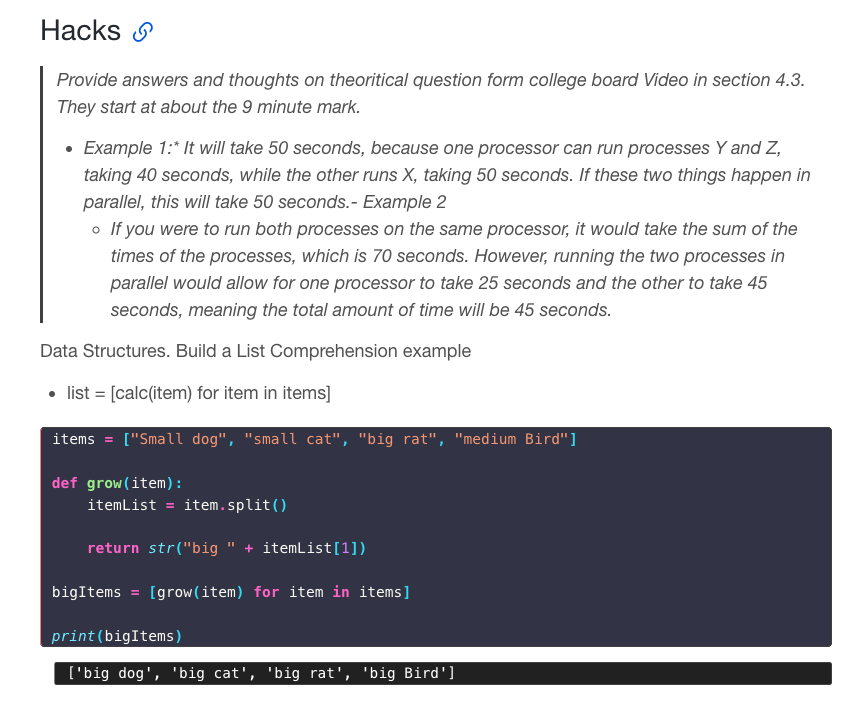 Hacks
Provide answers and thoughts on theoritical question form college board Video in section 4.3.
They start at about the 9 minute mark.
• Example 1:* It will take 50 seconds, because one processor can run processes Y and Z,
taking 40 seconds, while the other runs X, taking 50 seconds. If these two things happen in
parallel, this will take 50 seconds.- Example 2
◦ If you were to run both processes on the same processor, it would take the sum of the
times of the processes, which is 70 seconds. However, running the two processes in
parallel would allow for one processor to take 25 seconds and the other to take 45
seconds, meaning the total amount of time will be 45 seconds.
Data Structures. Build a List Comprehension example
• list = [calc(item) for item in items]
items = ["Small dog", "small cat", "big rat", "medium Bird"]
def grow(item):
    itemList = item.split()
    return str("big " + itemList[1])
bigItems = [grow(item) for item in items]
print(bigItems)
['big dog', 'big cat', 'big rat', 'big Bird']